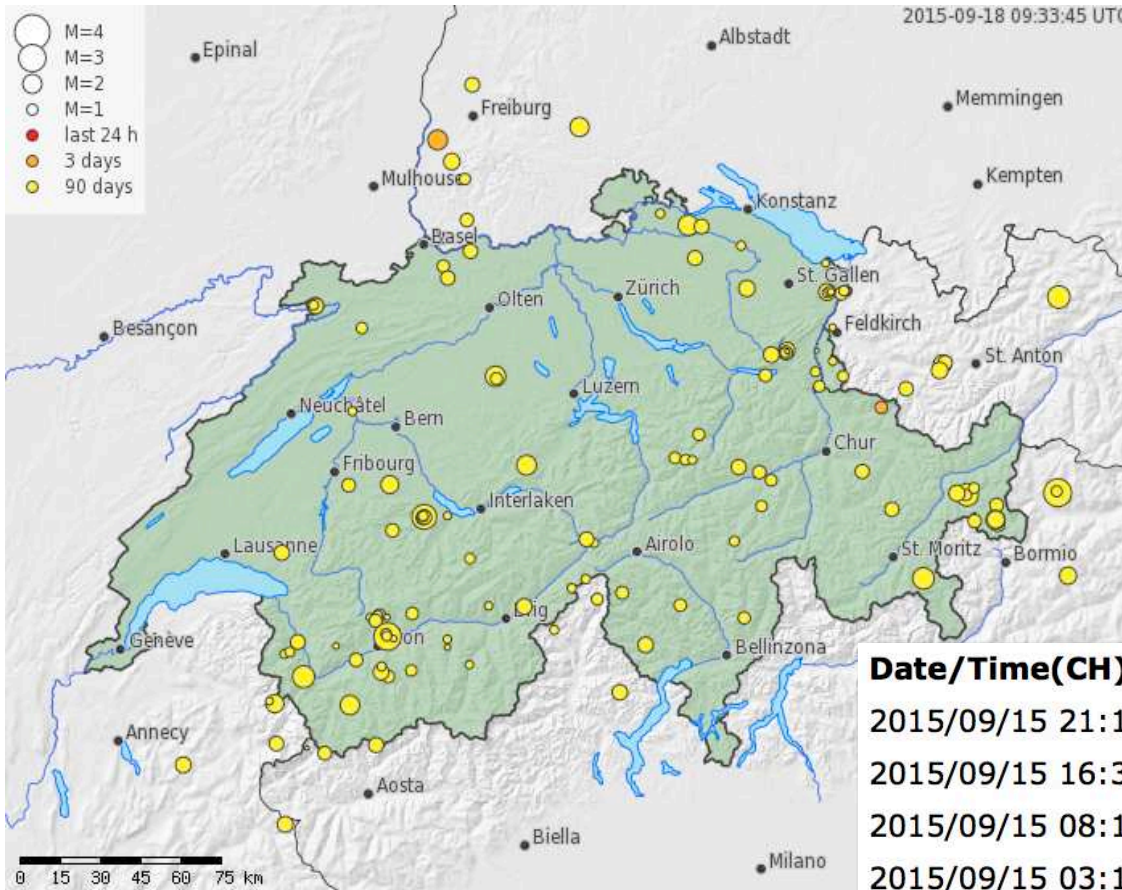 2015-09-18 09:33:45 UTC
M=4
M=3
M=2
M=1
last 24 h
3 days
90 days
Epinal
Albstadt
Freiburg
Memmingen
Mulhouse
Kempten
Konstanz
Basel
St. Gallen
Zürich
Olten
Besançon
Feldkirch
St. Anton
Luzern
Neuchâtel
Bern
Chur
Fribourg
Interlaken
Lausanne
Airolo
St. Moritz
Bormio
Brig
Genève
Bellinzona
Annecy
Aosta
Biella
Milano
0 15 30 45 60 75 km
Date/Time(CH)
2015/09/15 21:1
2015/09/15 16:3
2015/09/15 08:1
2015/09/15 03:1